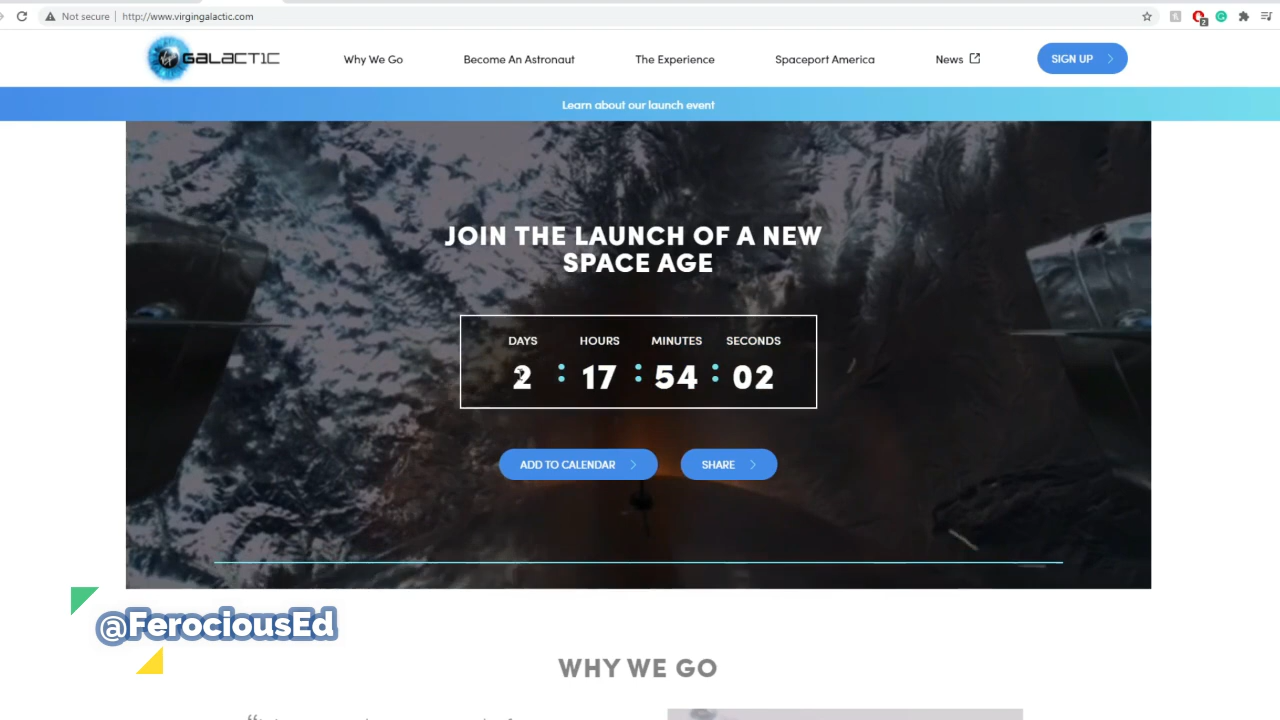 Not secure
http://www.virgingalactic.com
2
GALACTIC
Why We Go
Become An Astronaut
The Experience
Spaceport America
News
SIGN UP
Learn about our launch event
JOIN THE LAUNCH OF A NEW
SPACE AGE
DAYS HOURS MINUTES SECONDS
2 : 17 : 54 : 02
ADD TO CALENDAR
SHARE
@FerociousEd
WHY WE GO